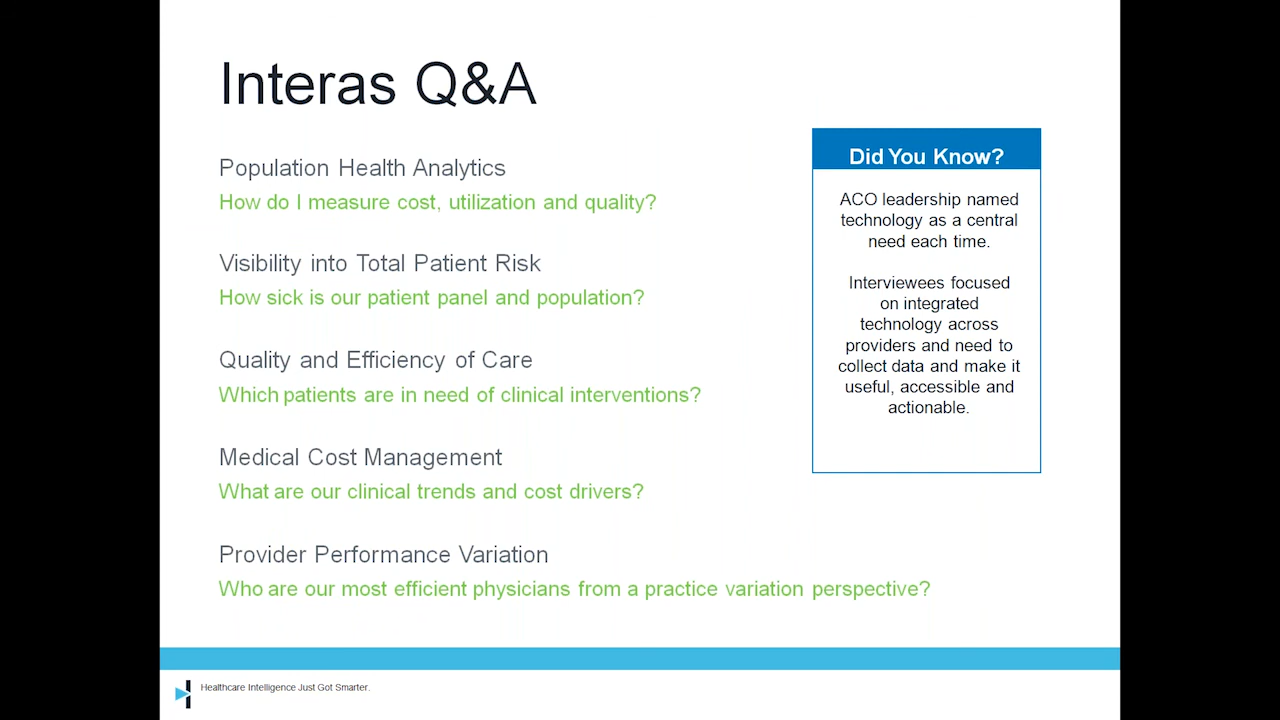 Interas Q&A
Population Health Analytics
How do I measure cost, utilization and quality?
Visibility into Total Patient Risk
How sick is our patient panel and population?
Quality and Efficiency of Care
Which patients are in need of clinical interventions?
Medical Cost Management
What are our clinical trends and cost drivers?
Provider Performance Variation
Who are our most efficient physicians from a practice variation perspective?
Did You Know?
ACO leadership named
technology as a central
need each time.
Interviewees focused
on integrated
technology across
providers and need to
collect data and make it
useful, accessible and
actionable.
Healthcare Intelligence Just Got Smarter.